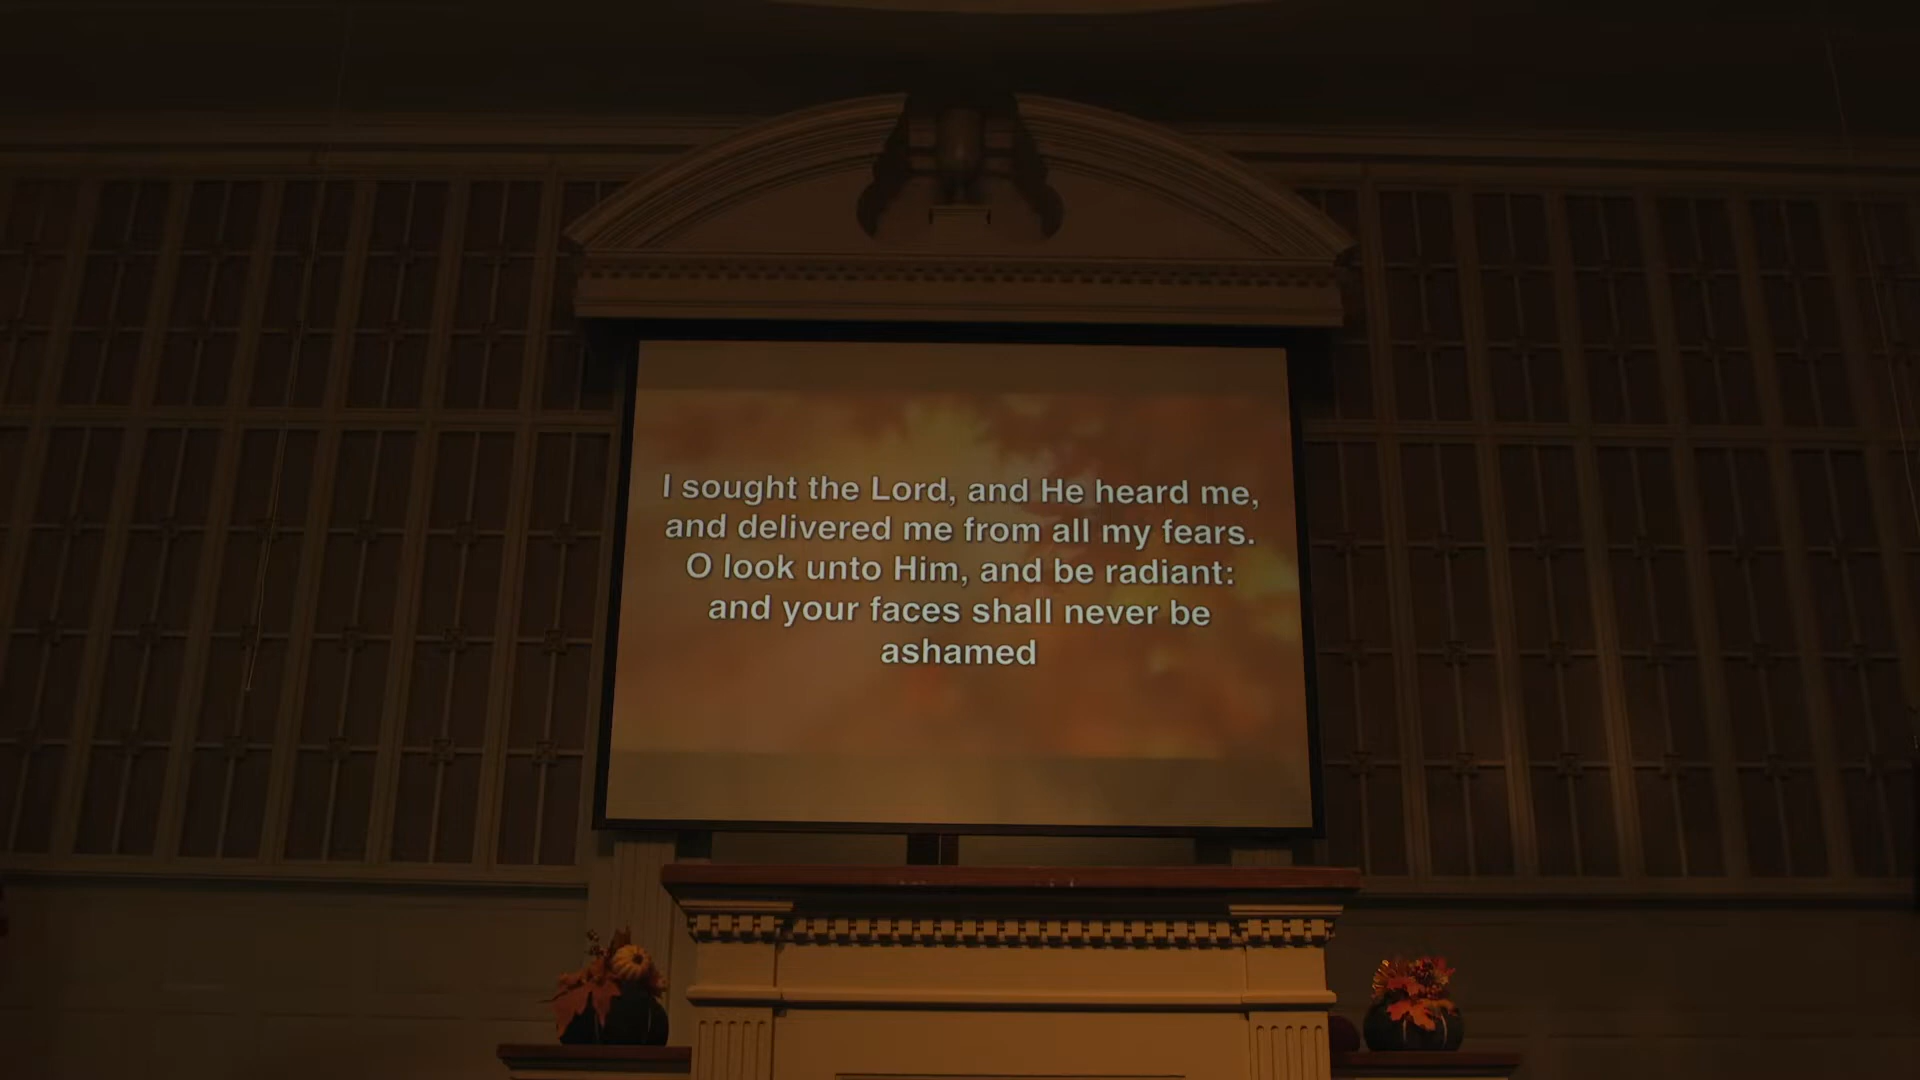 I sought the Lord, and He heard me,
and delivered me from all my fears.
O look unto Him, and be radiant:
and your faces shall never be
ashamed